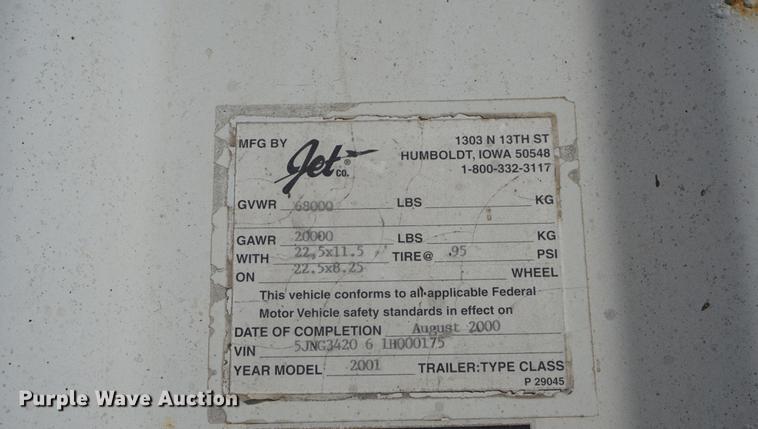 MFG BY Jet® CO.
1303 N 13TH ST
HUMBOLDT, IOWA 50548
1-800-332-3117
GVWR 68000 LBS KG
GAWR 20000 LBS KG
WITH 22.5x11.5 TIRE@ .95 PSI
ON 22.5x8.25 WHEEL
This vehicle conforms to all applicable Federal
Motor Vehicle safety standards in effect on
DATE OF COMPLETION August 2000
VIN 5JNG3420 6 1H000175
YEAR MODEL 2001 TRAILER:TYPE CLASS
P 29045
Purple Wave Auction